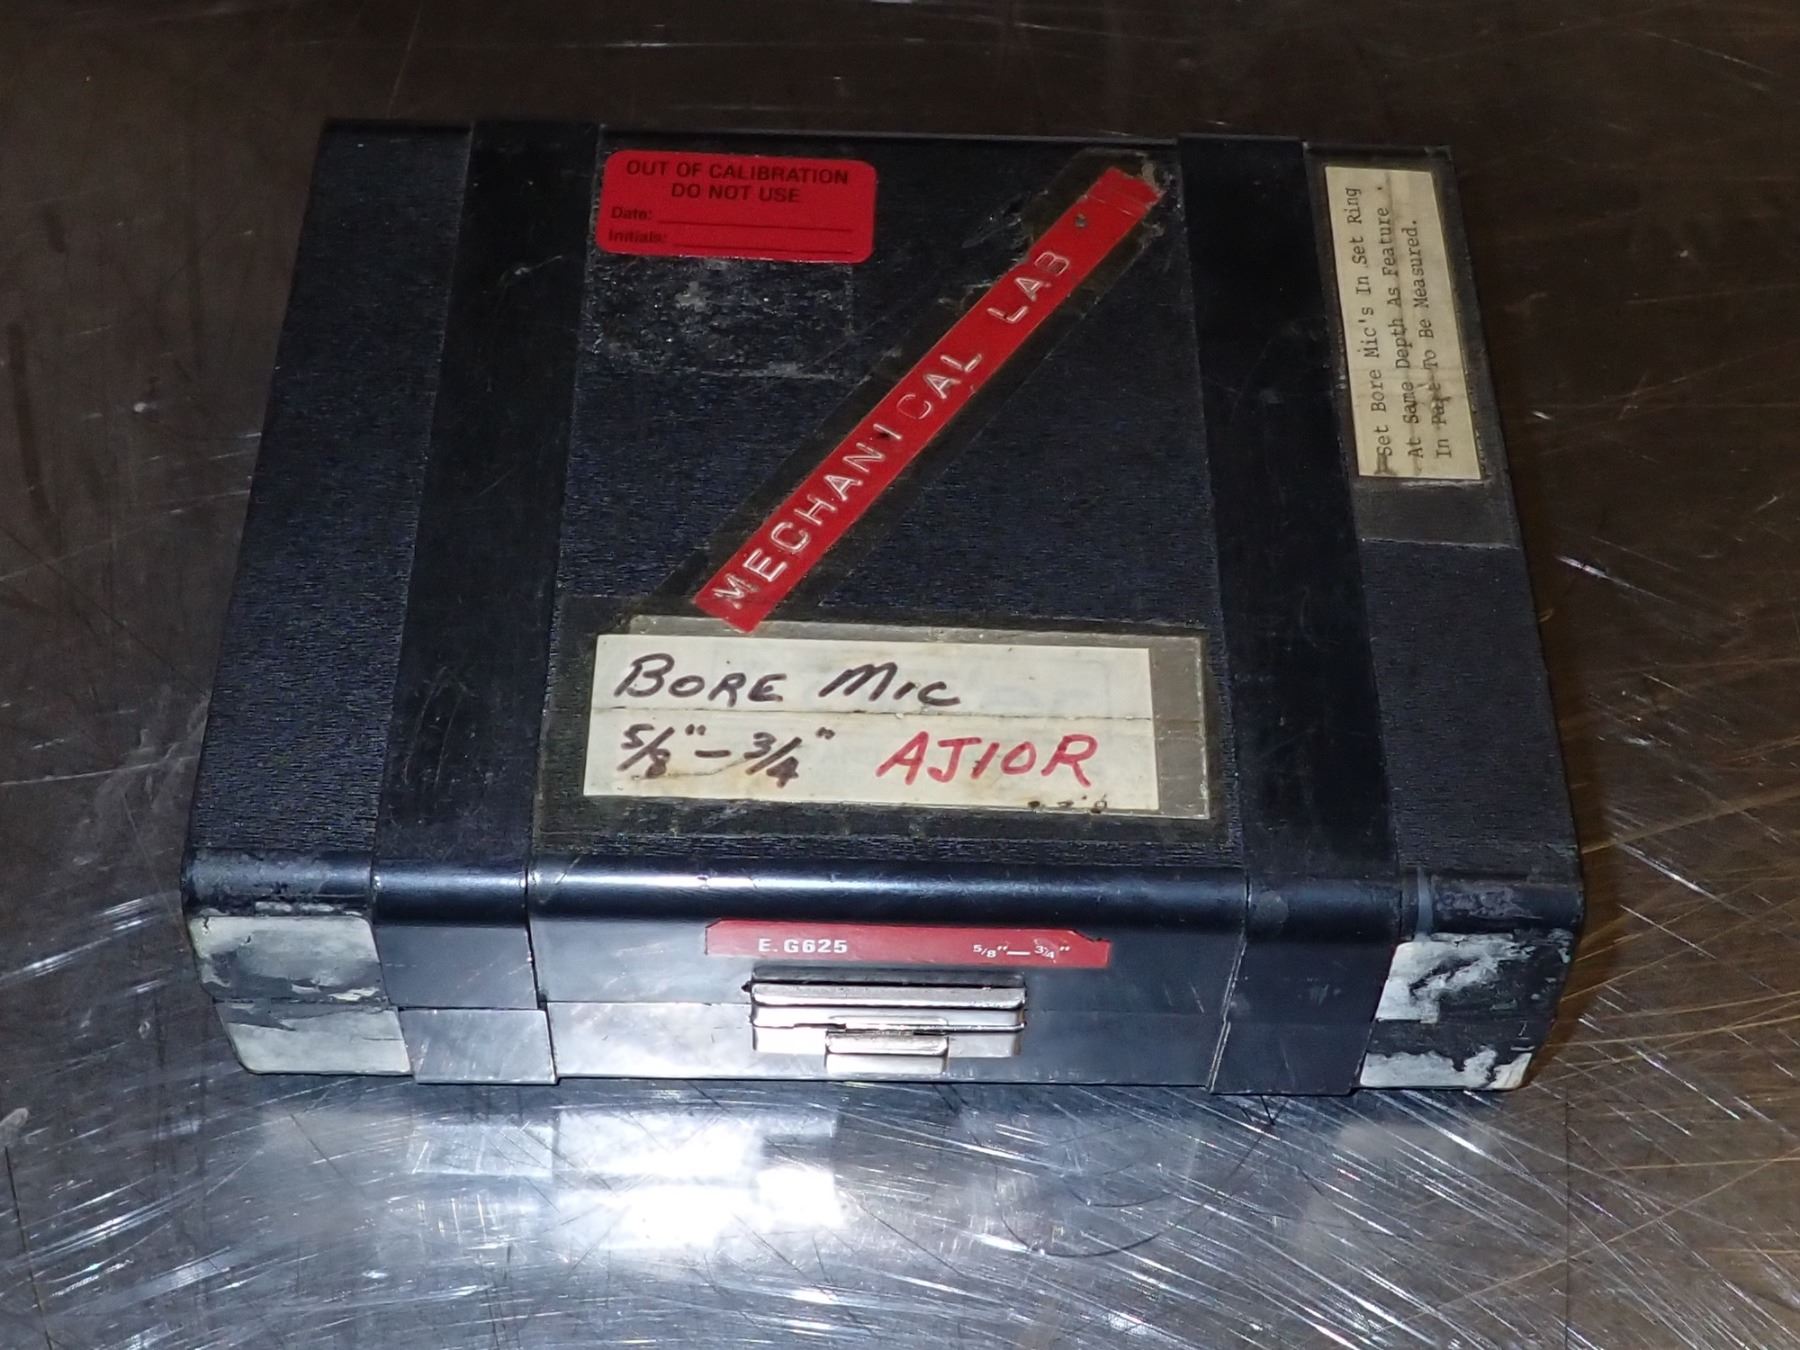 OUT OF CALIBRATION
DO NOT USE
Date:
Initials:
MECHANICAL LAB
Set Bore Mic's In Set Ring
At Same Depth As Feature
In Part To Be Measured.
BORE MIC
5/8"-3/4" AJ10R
E. G625 5/8"—3/4"